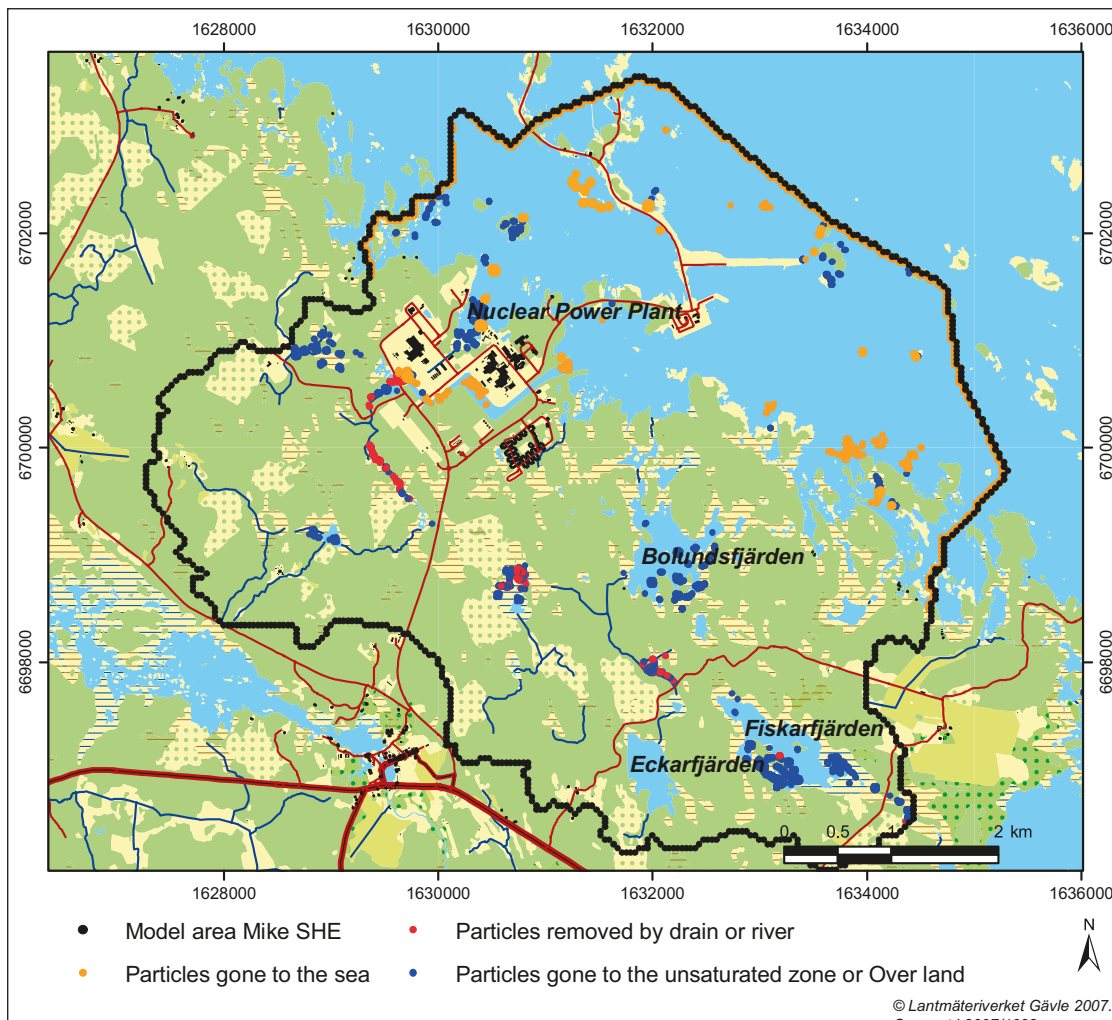 1628000 1630000 1632000 1634000 1636000
6702000 6702000
Nuclear Power Plant
6700000 6700000
Bolundsfjärden
6698000 6698000
Fiskarfjärden
Eckarfjärden
0 0.5 1 2 km
1628000 1630000 1632000 1634000 1636000
Model area Mike SHE Particles removed by drain or river
Particles gone to the sea Particles gone to the unsaturated zone or Over land
N
© Lantmäteriverket Gävle 2007.